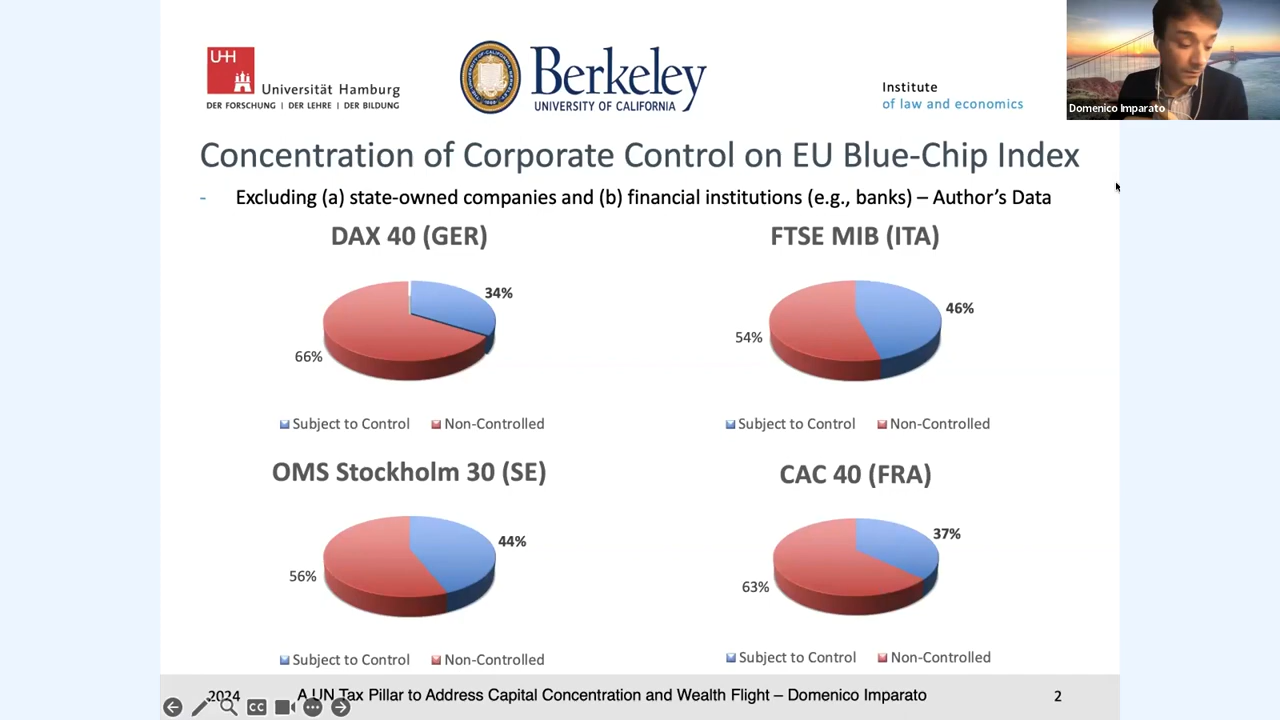 UHH
Universität Hamburg
DER FORSCHUNG | DER LEHRE | DER BILDUNG
Berkeley
UNIVERSITY OF CALIFORNIA
Institute
of law and economics
Domenico Imparato
Concentration of Corporate Control on EU Blue-Chip Index
- Excluding (a) state-owned companies and (b) financial institutions (e.g., banks) – Author's Data
DAX 40 (GER)
34%
66%
Subject to Control Non-Controlled
FTSE MIB (ITA)
46%
54%
Subject to Control Non-Controlled
OMS Stockholm 30 (SE)
44%
56%
Subject to Control Non-Controlled
CAC 40 (FRA)
37%
63%
Subject to Control Non-Controlled
2024 A UN Tax Pillar to Address Capital Concentration and Wealth Flight – Domenico Imparato 2
CC